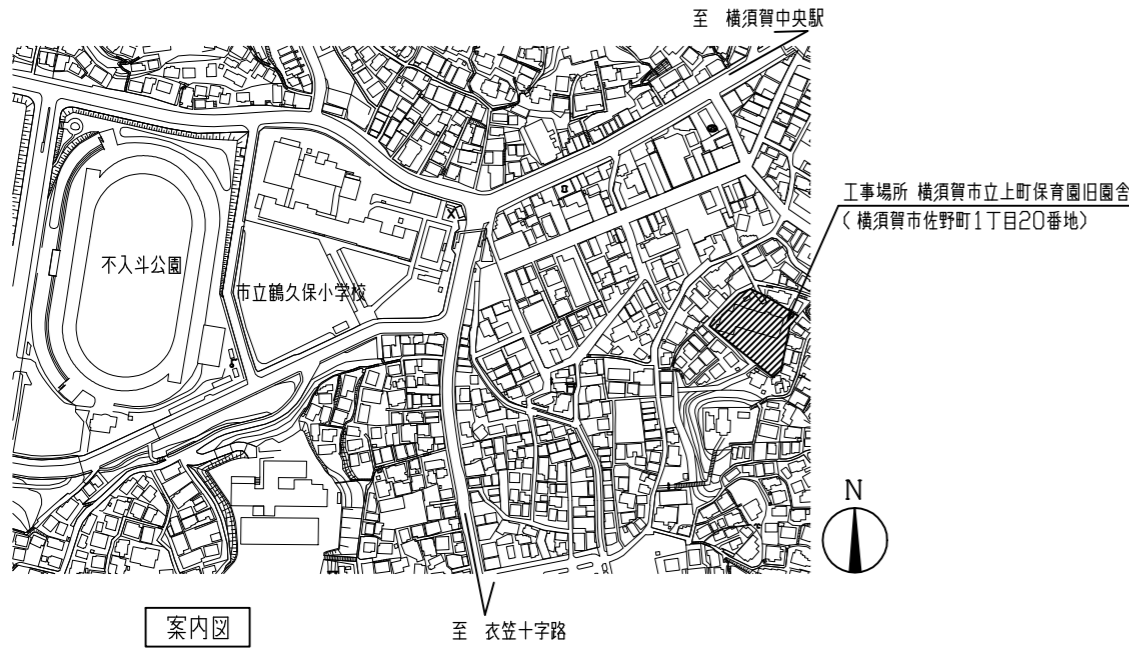 至 横須賀中央駅
工事場所 横須賀市立上町保育園旧園舎
（横須賀市佐野町1丁目20番地）
不入斗公園
市立鶴久保小学校
N
案内図
至 衣笠十字路